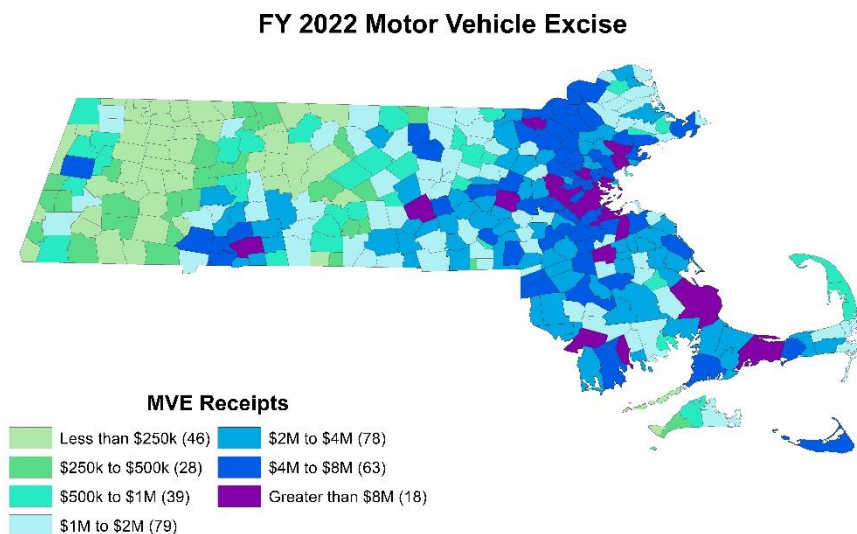 FY 2022 Motor Vehicle Excise
MVE Receipts
Less than $250k (46)
$250k to $500k (28)
$500k to $1M (39)
$1M to $2M (79)
$2M to $4M (78)
$4M to $8M (63)
Greater than $8M (18)